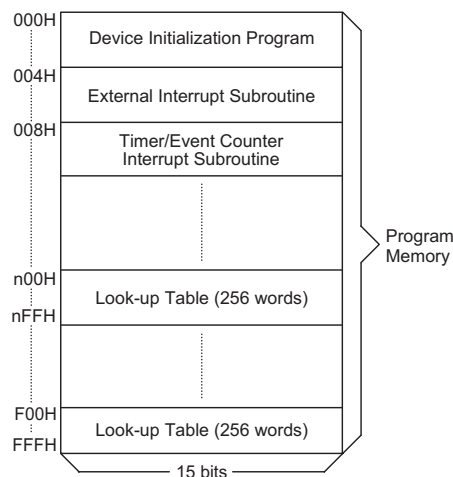 000H
Device Initialization Program
004H
External Interrupt Subroutine
008H
Timer/Event Counter
Interrupt Subroutine
Program
Memory
n00H
Look-up Table (256 words)
nFFH
F00H
Look-up Table (256 words)
FFFH
15 bits